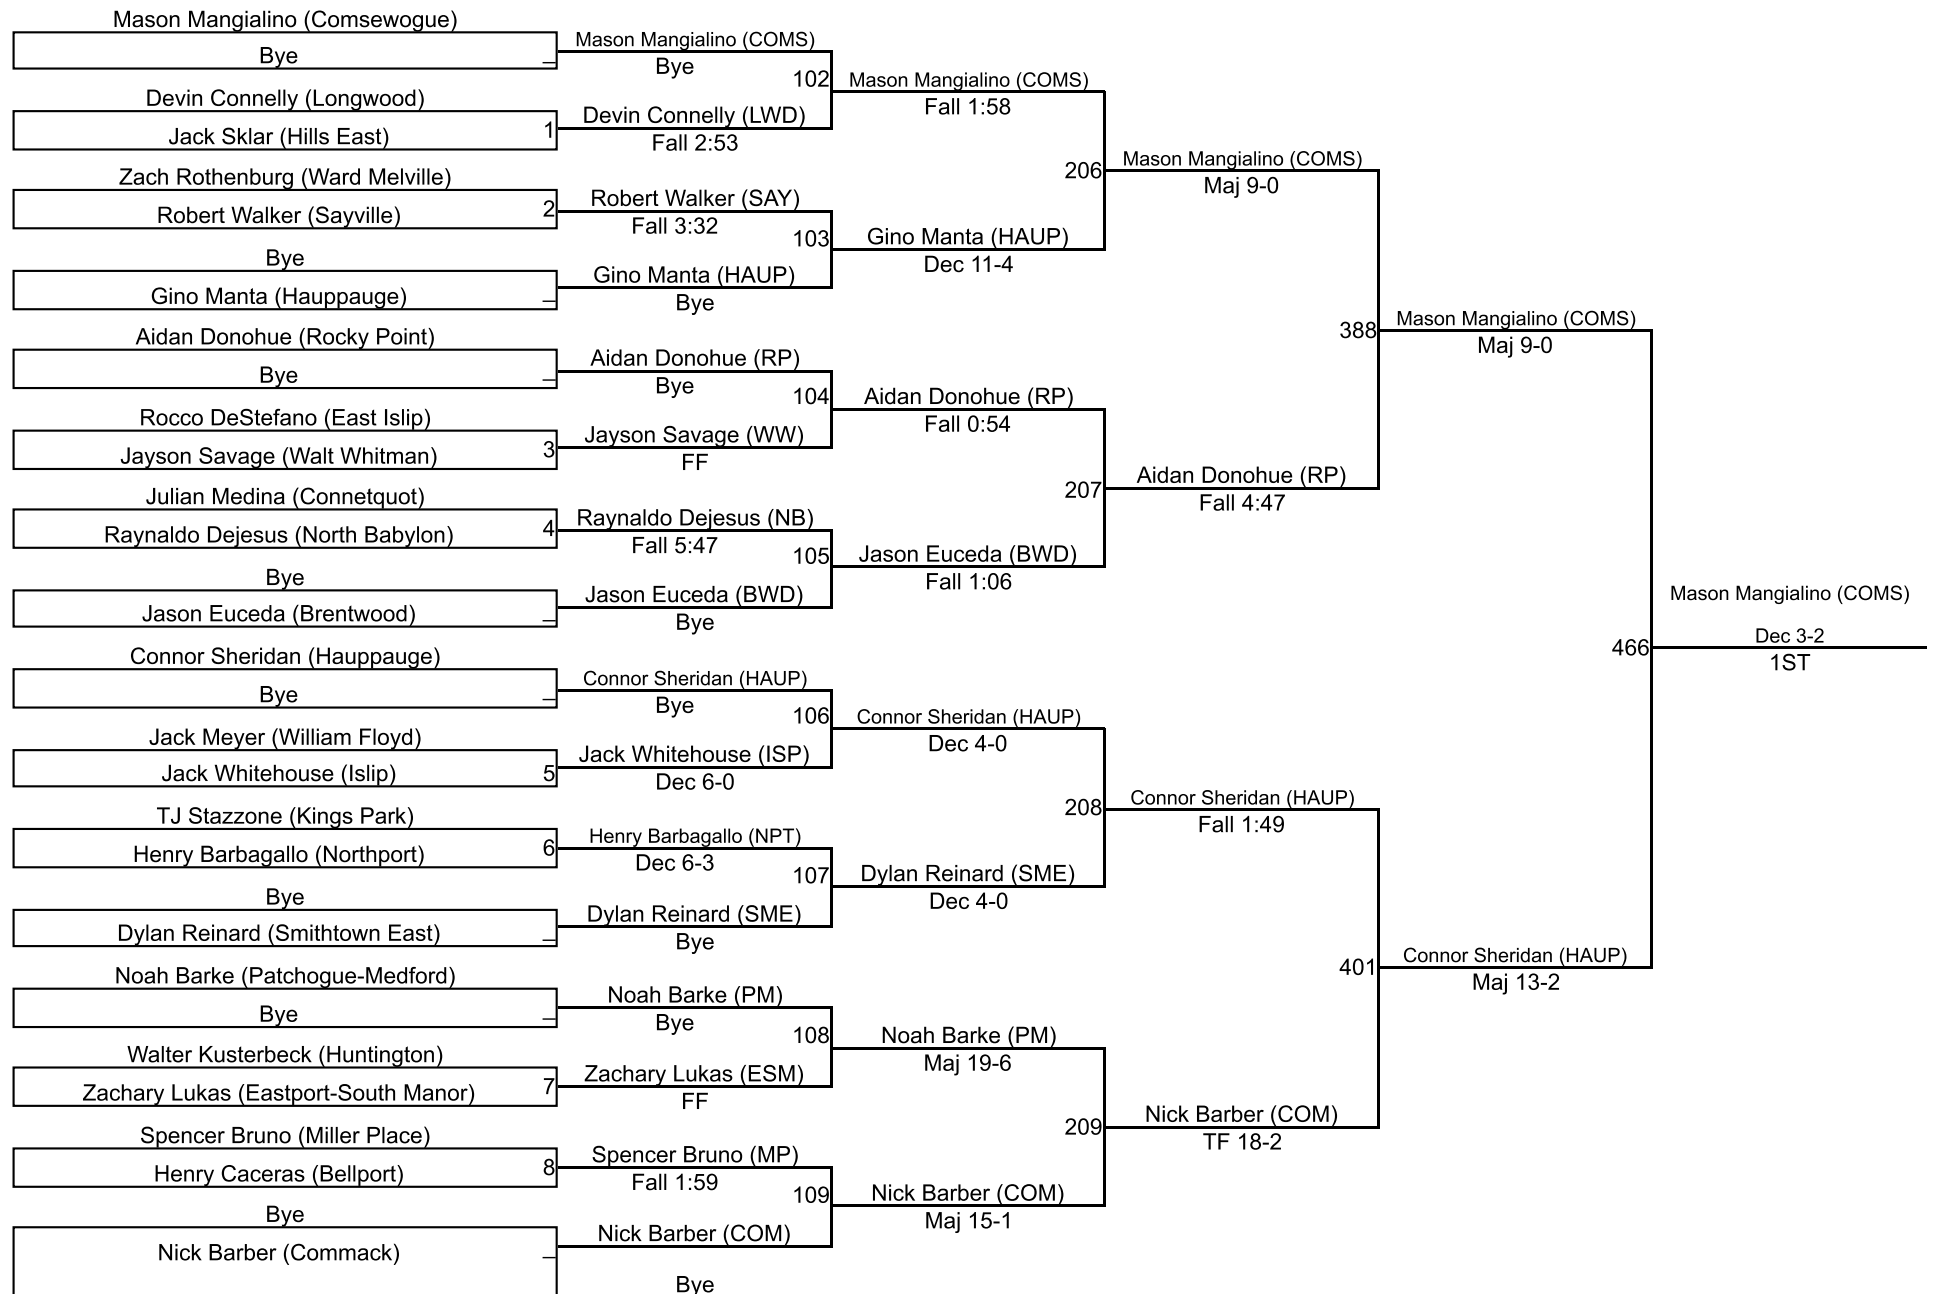 Mason Mangialino (Comsewogue)
Bye _
Devin Connelly (Longwood)
Jack Sklar (Hills East) 1
Zach Rothenburg (Ward Melville)
Robert Walker (Sayville) 2
Bye
Gino Manta (Hauppauge) _
Aidan Donohue (Rocky Point)
Bye _
Rocco DeStefano (East Islip)
Jayson Savage (Walt Whitman) 3
Julian Medina (Connetquot)
Raynaldo Dejesus (North Babylon) 4
Bye
Jason Euceda (Brentwood) _
Connor Sheridan (Hauppauge)
Bye _
Jack Meyer (William Floyd)
Jack Whitehouse (Islip) 5
TJ Stazzone (Kings Park)
Henry Barbagallo (Northport) 6
Bye
Dylan Reinard (Smithtown East) _
Noah Barke (Patchogue-Medford)
Bye _
Walter Kusterbeck (Huntington)
Zachary Lukas (Eastport-South Manor) 7
Spencer Bruno (Miller Place)
Henry Caceras (Bellport) 8
Bye
Nick Barber (Commack) _
Mason Mangialino (COMS)
Bye
102
Devin Connelly (LWD)
Fall 2:53
Robert Walker (SAY)
Fall 3:32
103
Gino Manta (HAUP)
Bye
Aidan Donohue (RP)
Bye
104
Jayson Savage (WW)
FF
Raynaldo Dejesus (NB)
Fall 5:47
105
Jason Euceda (BWD)
Bye
Connor Sheridan (HAUP)
Bye
106
Jack Whitehouse (ISP)
Dec 6-0
Henry Barbagallo (NPT)
Dec 6-3
107
Dylan Reinard (SME)
Bye
Noah Barke (PM)
Bye
108
Zachary Lukas (ESM)
FF
Spencer Bruno (MP)
Fall 1:59
109
Nick Barber (COM)
Bye
Mason Mangialino (COMS)
Fall 1:58
206
Gino Manta (HAUP)
Dec 11-4
Aidan Donohue (RP)
Fall 0:54
207
Jason Euceda (BWD)
Fall 1:06
Connor Sheridan (HAUP)
Dec 4-0
208
Dylan Reinard (SME)
Dec 4-0
Noah Barke (PM)
Maj 19-6
209
Nick Barber (COM)
Maj 15-1
Mason Mangialino (COMS)
Maj 9-0
388
Aidan Donohue (RP)
Fall 4:47
Connor Sheridan (HAUP)
Fall 1:49
401
Nick Barber (COM)
TF 18-2
Mason Mangialino (COMS)
Maj 9-0
466
Connor Sheridan (HAUP)
Maj 13-2
Mason Mangialino (COMS)
Dec 3-2
1ST